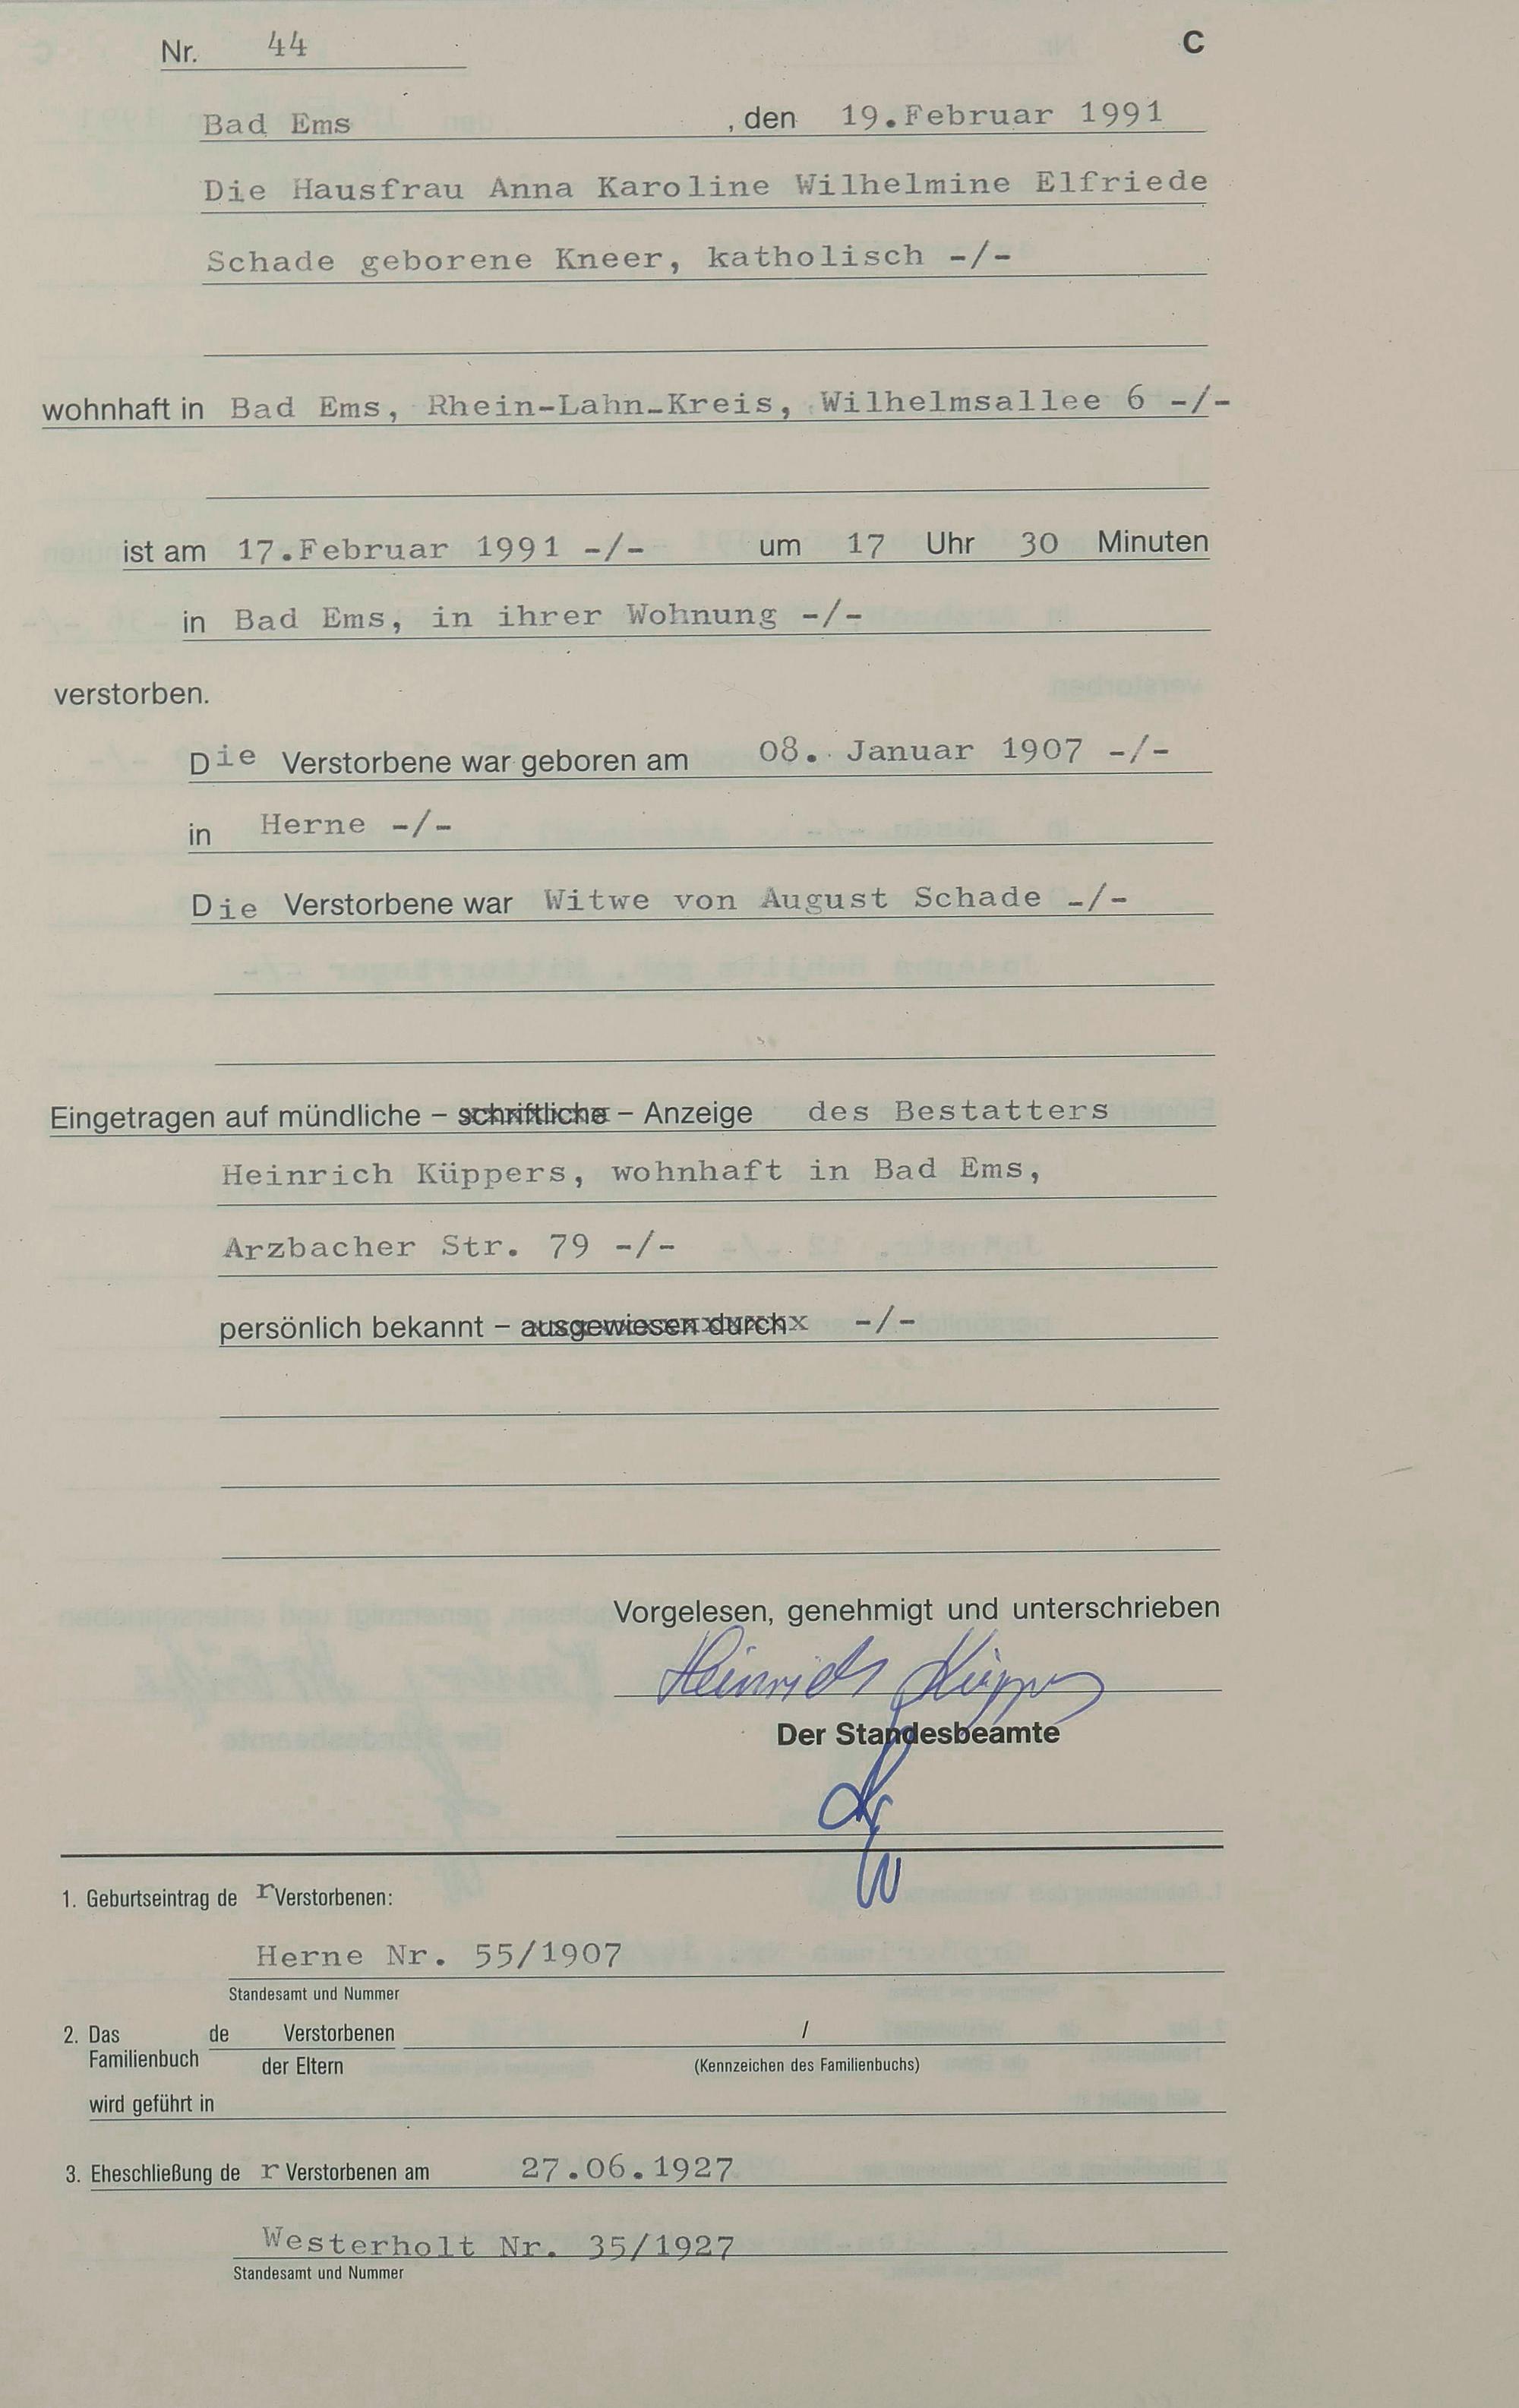 Nr. 44 C
Bad Ems , den 19.Februar 1991
Die Hausfrau Anna Karoline Wilhelmine Elfriede
Schade geborene Kneer, katholisch -/-
wohnhaft in Bad Ems, Rhein-Lahn-Kreis, Wilhelmsallee 6 -/-
ist am 17.Februar 1991 -/- um 17 Uhr 30 Minuten
in Bad Ems, in ihrer Wohnung -/-
verstorben.
Die Verstorbene war geboren am 08. Januar 1907 -/-
in Herne -/-
Die Verstorbene war Witwe von August Schade -/-
Eingetragen auf mündliche – schriftliche – Anzeige des Bestatters
Heinrich Küppers, wohnhaft in Bad Ems,
Arzbacher Str. 79 -/-
persönlich bekannt – ausgewiesen durch -/-
Vorgelesen, genehmigt und unterschrieben
Heinrich Küppers
Der Standesbeamte
1. Geburtseintrag der Verstorbenen:
Herne Nr. 55/1907
Standesamt und Nummer
2. Das de Verstorbenen /
Familienbuch der Eltern (Kennzeichen des Familienbuchs)
wird geführt in
3. Eheschließung der Verstorbenen am 27.06.1927
Westerholt Nr. 35/1927
Standesamt und Nummer